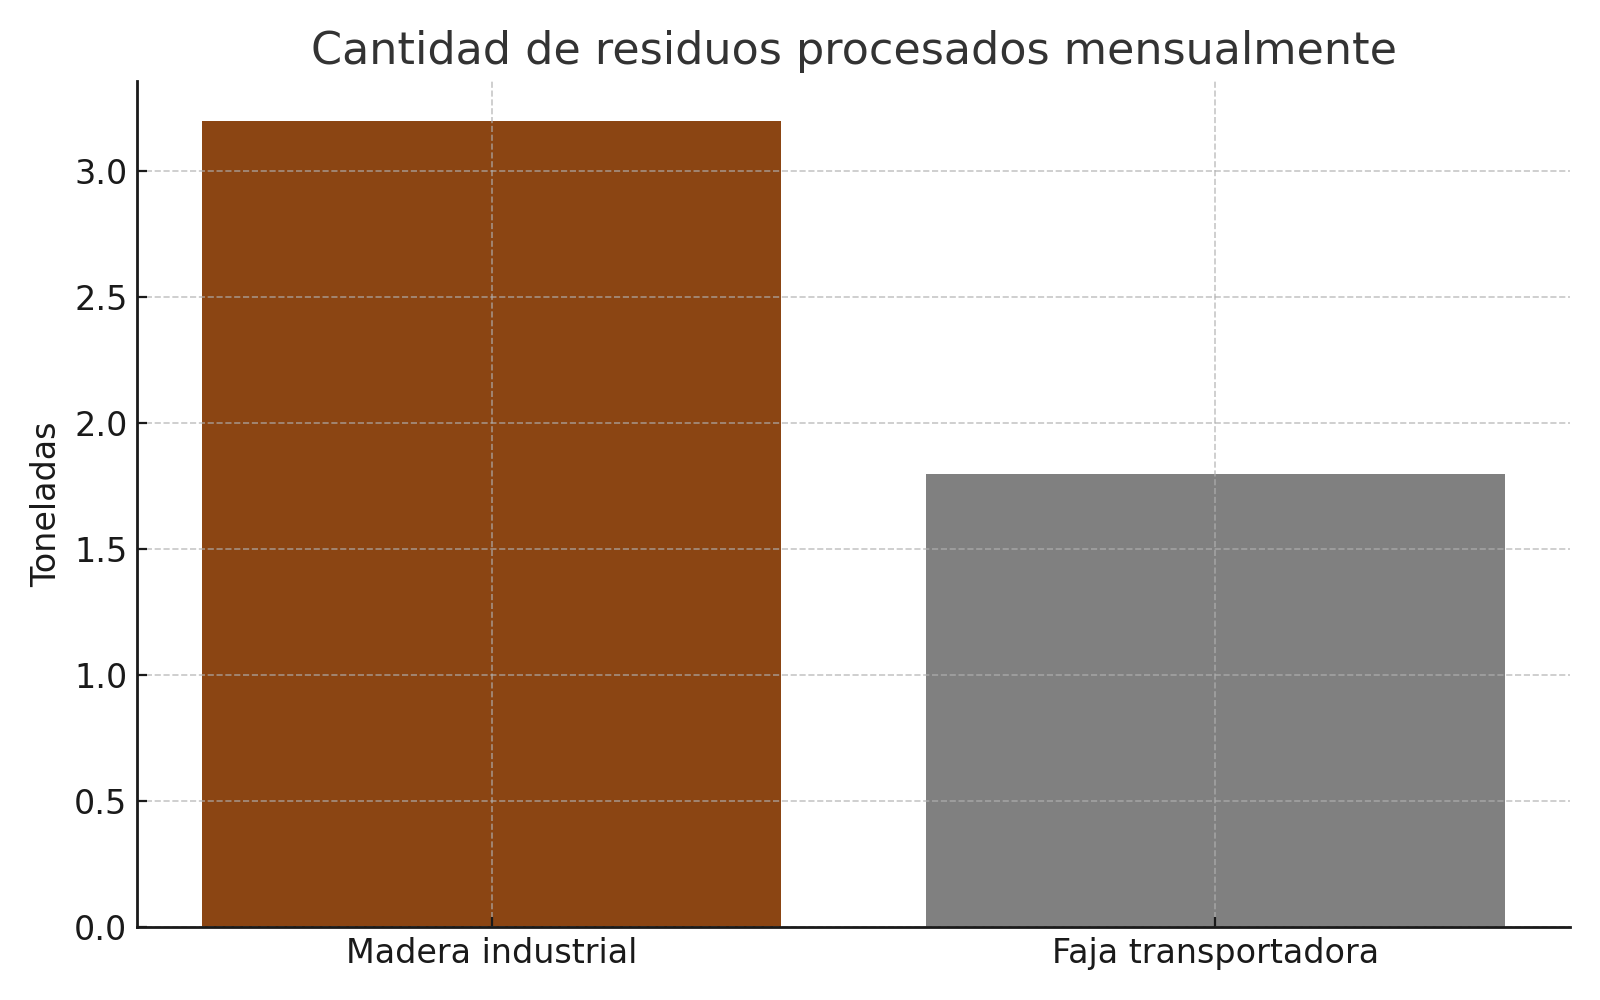 Cantidad de residuos procesados mensualmente
Toneladas
3.0
2.5
2.0
1.5
1.0
0.5
0.0
Madera industrial
Faja transportadora